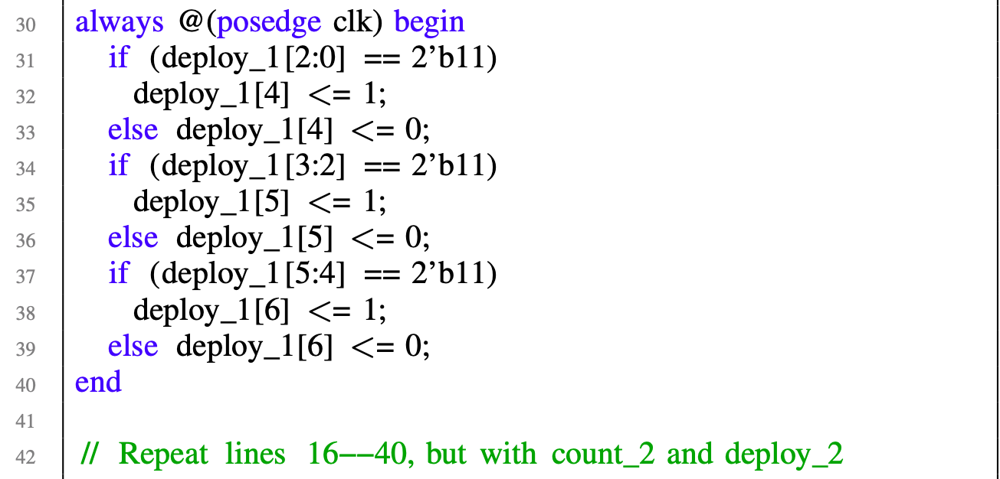 30 always @(posedge clk) begin
31 if (deploy_1[2:0] == 2’b11)
32 deploy_1[4] <= 1;
33 else deploy_1[4] <= 0;
34 if (deploy_1[3:2] == 2’b11)
35 deploy_1[5] <= 1;
36 else deploy_1[5] <= 0;
37 if (deploy_1[5:4] == 2’b11)
38 deploy_1[6] <= 1;
39 else deploy_1[6] <= 0;
40 end
41
42 // Repeat lines 16−−40, but with count_2 and deploy_2